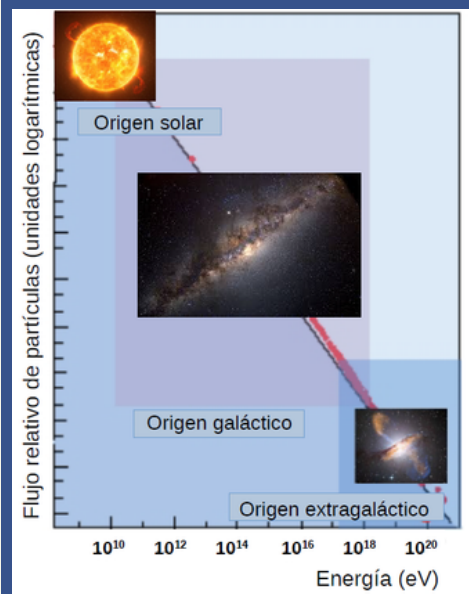 Flujo relativo de partículas (unidades logarítmicas)
Origen solar
Origen galáctico
Origen extragaláctico
10¹⁰ 10¹² 10¹⁴ 10¹⁶ 10¹⁸ 10²⁰
Energía (eV)